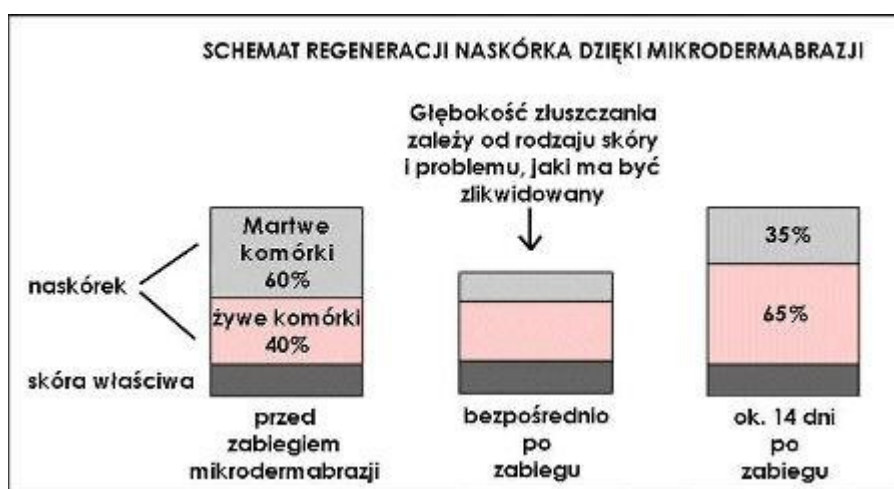 SCHEMAT REGENERACJI NASKÓRKA DZIĘKI MIKRODERMABRAZJI
Głębokość złuszczania
zależy od rodzaju skóry
i problemu, jaki ma być
zlikwidowany
naskórek
skóra właściwa
Martwe
komórki
60%
żywe komórki
40%
35%
65%
przed
zabiegiem
mikrodermabrazji
bezpośrednio
po
zabiegu
ok. 14 dni
po
zabiegu